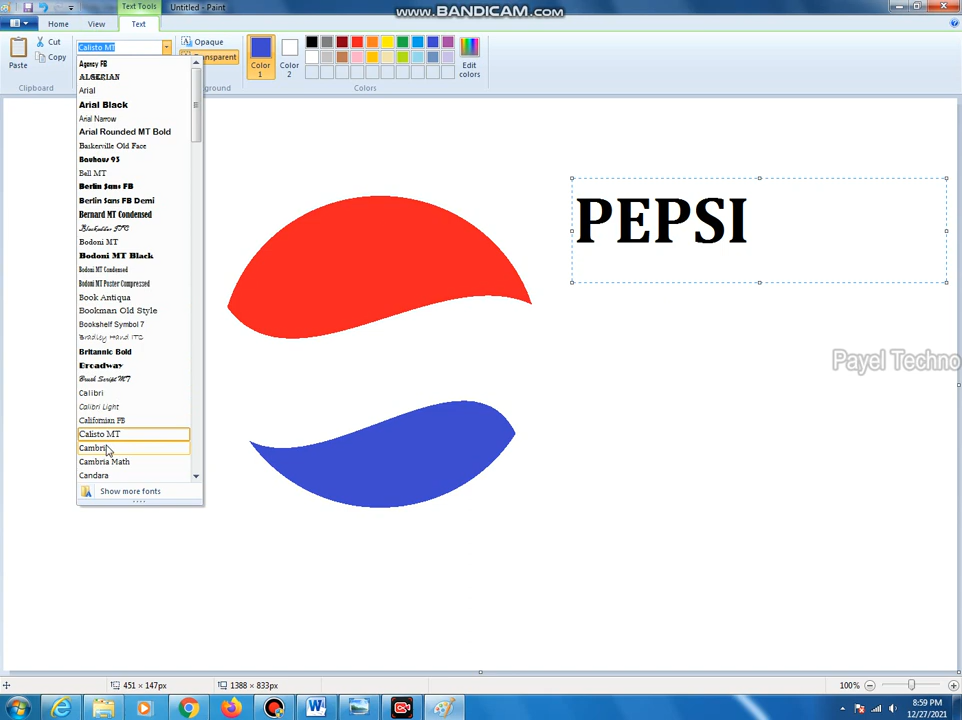 Text Tools
Untitled - Paint
www.BANDICAM.com
Home
View
Text
Paste
Cut
Copy
Clipboard
Calisto MT
Opaque
Transparent
Color 1
Color 2
Edit colors
Colors
Agency FB
ALGERIAN
Arial
Arial Black
Arial Narrow
Arial Rounded MT Bold
Baskerville Old Face
Bauhaus 93
Bell MT
Berlin Sans FB
Berlin Sans FB Demi
Bernard MT Condensed
Blackadder ITC
Bodoni MT
Bodoni MT Black
Bodoni MT Condensed
Bodoni MT Poster Compressed
Book Antiqua
Bookman Old Style
Bookshelf Symbol 7
Bradley Hand ITC
Britannic Bold
Broadway
Brush Script MT
Calibri
Calibri Light
Californian FB
Calisto MT
Cambria
Cambria Math
Candara
Show more fonts
PEPSI
Payel Techno
451 × 147px
1388 × 833px
100%
8:59 PM
12/27/2021